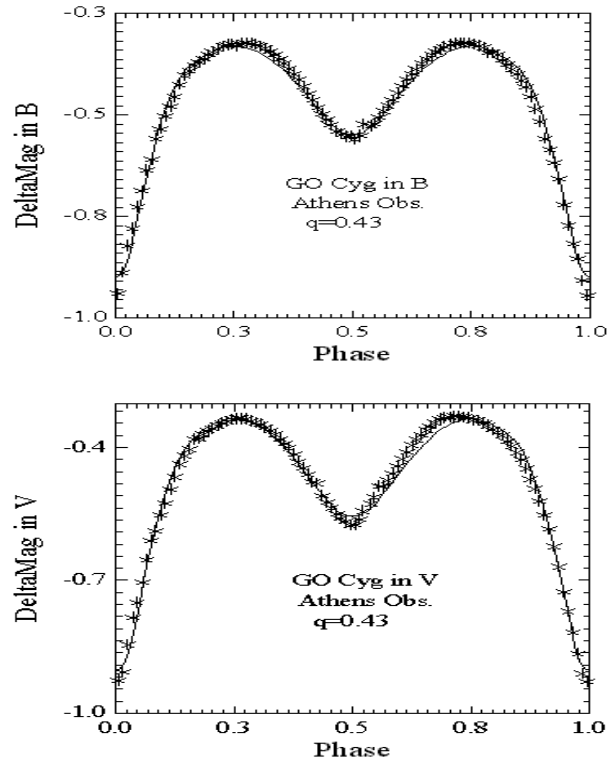 -0.3
-0.5
-0.8
-1.0
DeltaMag in B
GO Cyg in B
Athens Obs.
q=0.43
0.0 0.3 0.5 0.8 1.0
Phase
-0.4
-0.7
-1.0
DeltaMag in V
GO Cyg in V
Athens Obs.
q=0.43
0.0 0.3 0.5 0.8 1.0
Phase